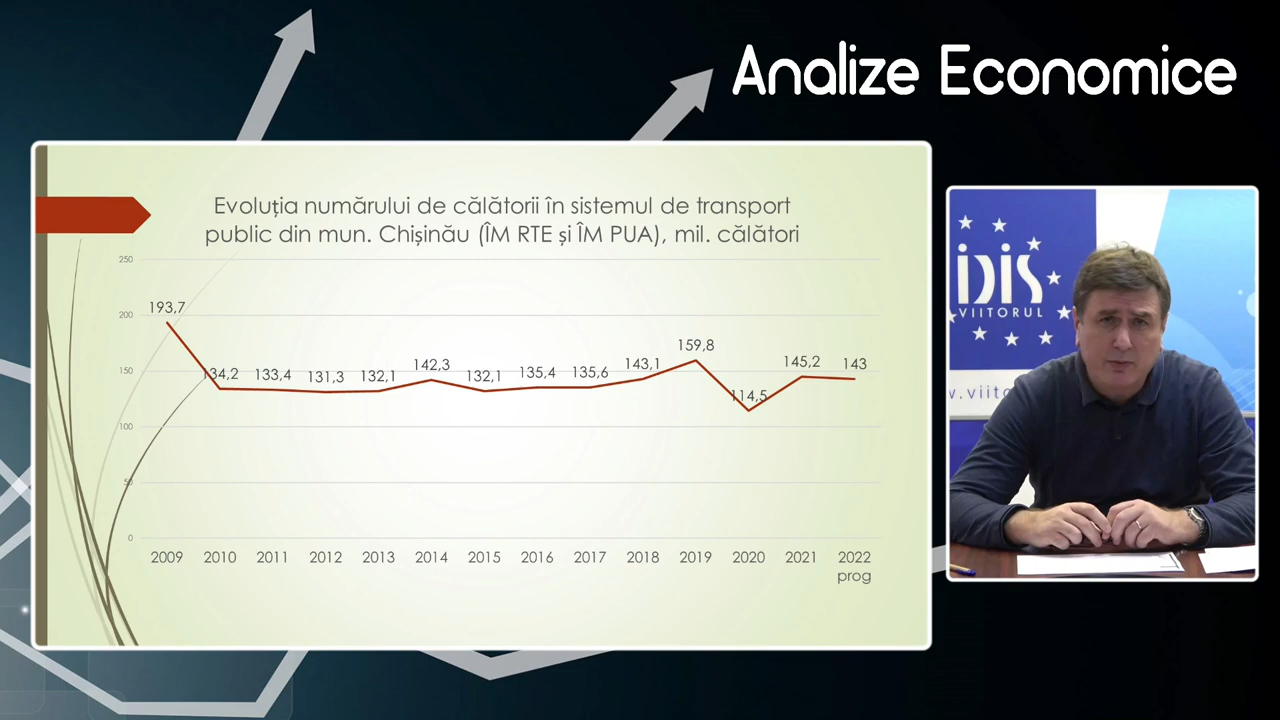 Analize Economice
Evoluția numărului de călătorii în sistemul de transport
public din mun. Chișinău (ÎM RTE și ÎM PUA), mil. călători
250
200
150
100
50
0
193,7
134,2
133,4
131,3
132,1
142,3
132,1
135,4
135,6
143,1
159,8
114,5
145,2
143
2009 2010 2011 2012 2013 2014 2015 2016 2017 2018 2019 2020 2021 2022
prog
IDIS
VIITORUL